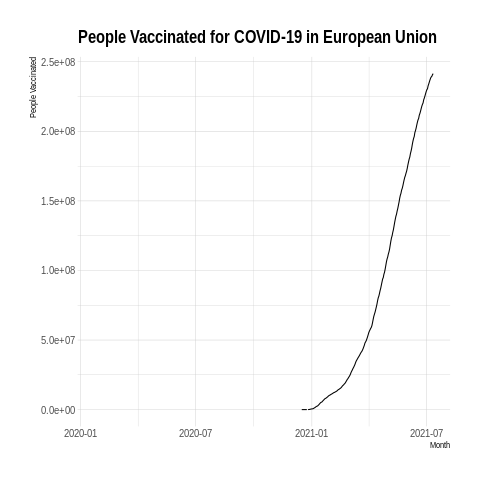 People Vaccinated for COVID-19 in European Union
People Vaccinated
2.5e+08
2.0e+08
1.5e+08
1.0e+08
5.0e+07
0.0e+00
2020-01 2020-07 2021-01 2021-07
Month